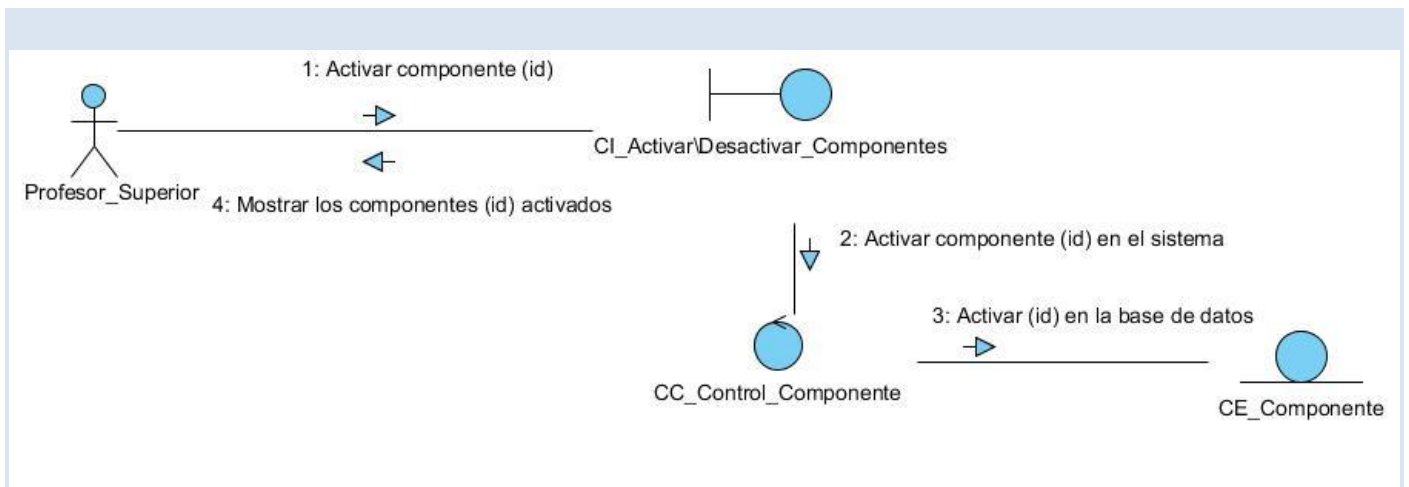 1: Activar componente (id)
CI_Activar\Desactivar_Componentes
Profesor_Superior
4: Mostrar los componentes (id) activados
2: Activar componente (id) en el sistema
3: Activar (id) en la base de datos
CC_Control_Componente
CE_Componente